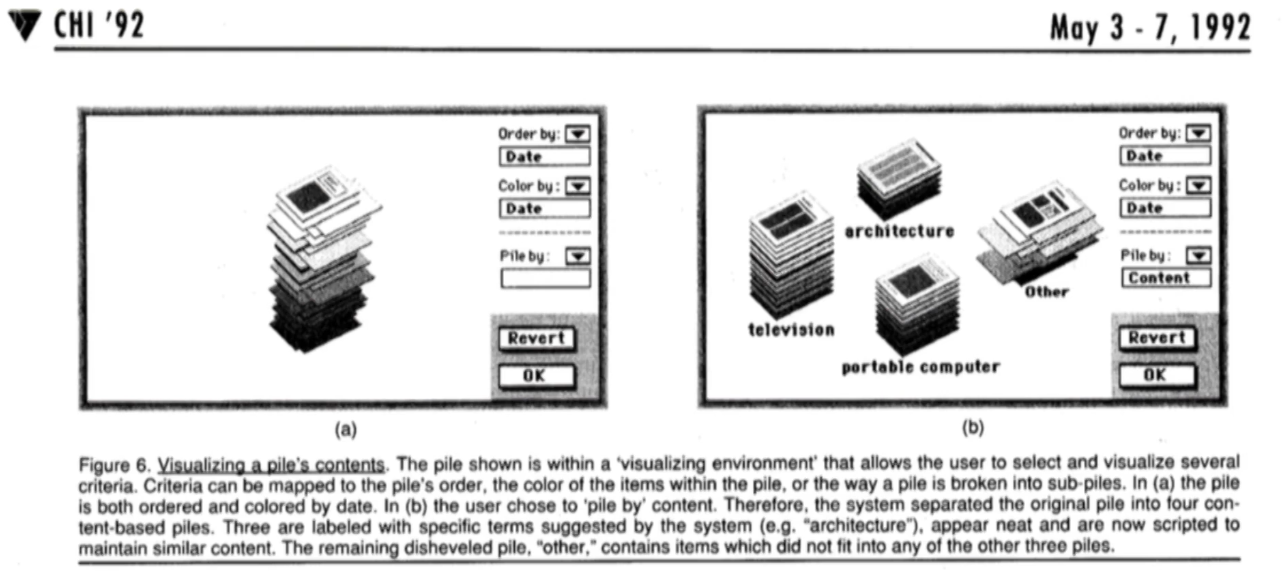 CHI '92
May 3 - 7, 1992
Order by:
Date
Color by:
Date
Pile by:
Revert
OK
(a)
architecture
television
portable computer
Other
Order by:
Date
Color by:
Date
Pile by:
Content
Revert
OK
(b)
Figure 6. Visualizing a pile's contents. The pile shown is within a 'visualizing environment' that allows the user to select and visualize several
criteria. Criteria can be mapped to the pile's order, the color of the items within the pile, or the way a pile is broken into sub-piles. In (a) the pile
is both ordered and colored by date. In (b) the user chose to 'pile by' content. Therefore, the system separated the original pile into four con-
tent-based piles. Three are labeled with specific terms suggested by the system (e.g. "architecture"), appear neat and are now scripted to
maintain similar content. The remaining disheveled pile, "other," contains items which did not fit into any of the other three piles.